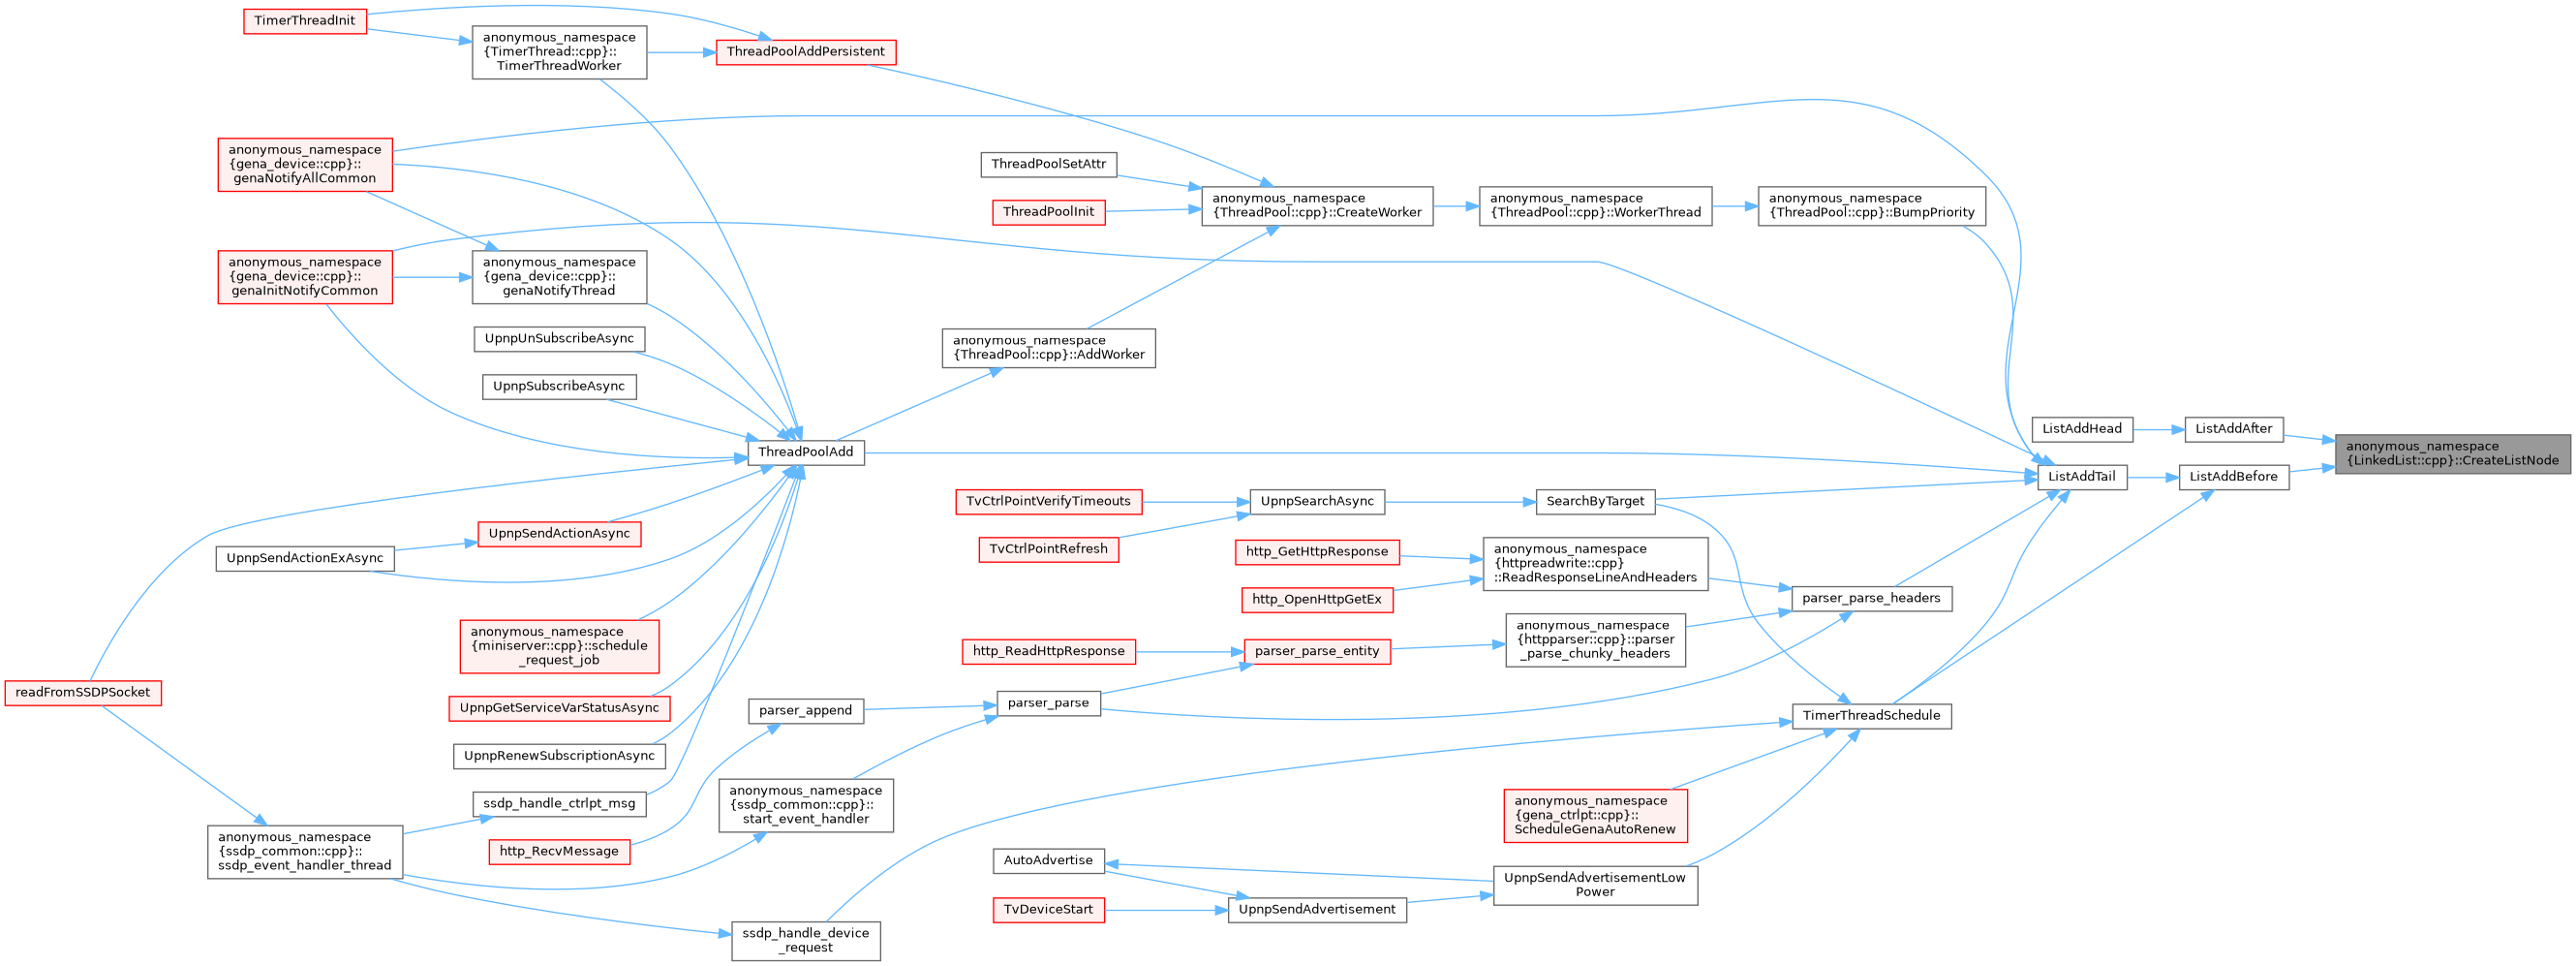 TimerThreadInit
anonymous_namespace
{TimerThread::cpp}::
TimerThreadWorker
ThreadPoolAddPersistent
anonymous_namespace
{gena_device::cpp}::
genaNotifyAllCommon
ThreadPoolSetAttr
ThreadPoolInit
anonymous_namespace
{ThreadPool::cpp}::CreateWorker
anonymous_namespace
{ThreadPool::cpp}::WorkerThread
anonymous_namespace
{ThreadPool::cpp}::BumpPriority
anonymous_namespace
{gena_device::cpp}::
genaInitNotifyCommon
anonymous_namespace
{gena_device::cpp}::
genaNotifyThread
UpnpUnSubscribeAsync
anonymous_namespace
{ThreadPool::cpp}::AddWorker
UpnpSubscribeAsync
ThreadPoolAdd
ListAddHead
ListAddAfter
anonymous_namespace
{LinkedList::cpp}::CreateListNode
ListAddTail
ListAddBefore
TvCtrlPointVerifyTimeouts
UpnpSearchAsync
SearchByTarget
UpnpSendActionAsync
UpnpSendActionExAsync
TvCtrlPointRefresh
http_GetHttpResponse
anonymous_namespace
{httpreadwrite::cpp}
::ReadResponseLineAndHeaders
http_OpenHttpGetEx
parser_parse_headers
anonymous_namespace
{miniserver::cpp}::schedule
_request_job
http_ReadHttpResponse
parser_parse_entity
anonymous_namespace
{httpparser::cpp}::parser
_parse_chunky_headers
readFromSSDPSocket
UpnpGetServiceVarStatusAsync
parser_append
parser_parse
TimerThreadSchedule
UpnpRenewSubscriptionAsync
ssdp_handle_ctrlpt_msg
anonymous_namespace
{ssdp_common::cpp}::
start_event_handler
anonymous_namespace
{gena_ctrlpt::cpp}::
ScheduleGenaAutoRenew
anonymous_namespace
{ssdp_common::cpp}::
ssdp_event_handler_thread
http_RecvMessage
AutoAdvertise
UpnpSendAdvertisementLow
Power
TvDeviceStart
UpnpSendAdvertisement
ssdp_handle_device
_request